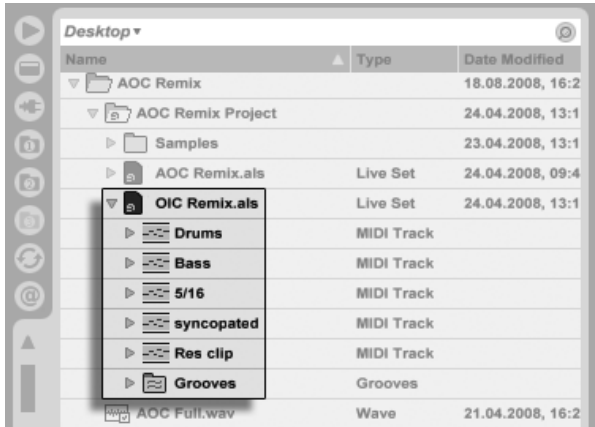 Desktop
Name Type Date Modified
AOC Remix 18.08.2008, 16:2
AOC Remix Project 24.04.2008, 13:1
Samples 23.04.2008, 13:1
AOC Remix.als Live Set 24.04.2008, 09:4
OIC Remix.als Live Set 24.04.2008, 13:1
Drums MIDI Track
Bass MIDI Track
5/16 MIDI Track
syncopated MIDI Track
Res clip MIDI Track
Grooves Grooves
AOC Full.wav Wave 21.04.2008, 16:2